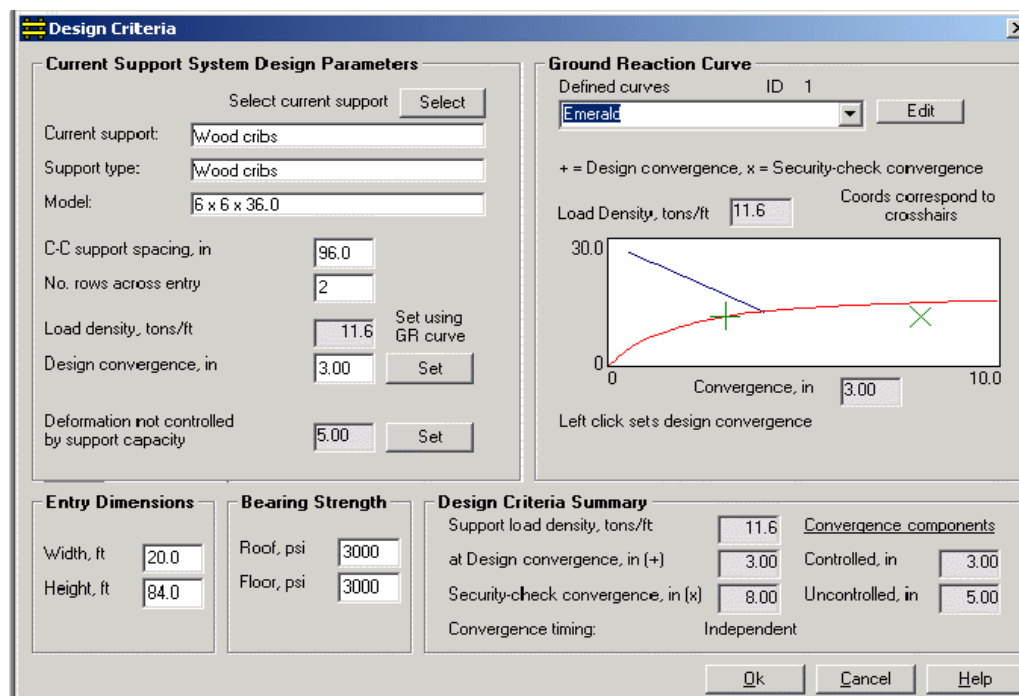 Design Criteria
Current Support System Design Parameters
Select current support Select
Current support: Wood cribs
Support type: Wood cribs
Model: 6 x 6 x 36.0
C-C support spacing, in 96.0
No. rows across entry 2
Load density, tons/ft 11.6
Set using
GR curve
Design convergence, in 3.00 Set
Deformation not controlled
by support capacity 5.00 Set
Ground Reaction Curve
Defined curves ID 1
Emerald Edit
+ = Design convergence, x = Security-check convergence
Load Density, tons/ft 11.6
Coords correspond to
crosshairs
30.0
0
0 10.0
Convergence, in 3.00
Left click sets design convergence
Entry Dimensions
Width, ft 20.0
Height, ft 84.0
Bearing Strength
Roof, psi 3000
Floor, psi 3000
Design Criteria Summary
Support load density, tons/ft 11.6 Convergence components
at Design convergence, in (+) 3.00 Controlled, in 3.00
Security-check convergence, in (x) 8.00 Uncontrolled, in 5.00
Convergence timing: Independent
Ok Cancel Help